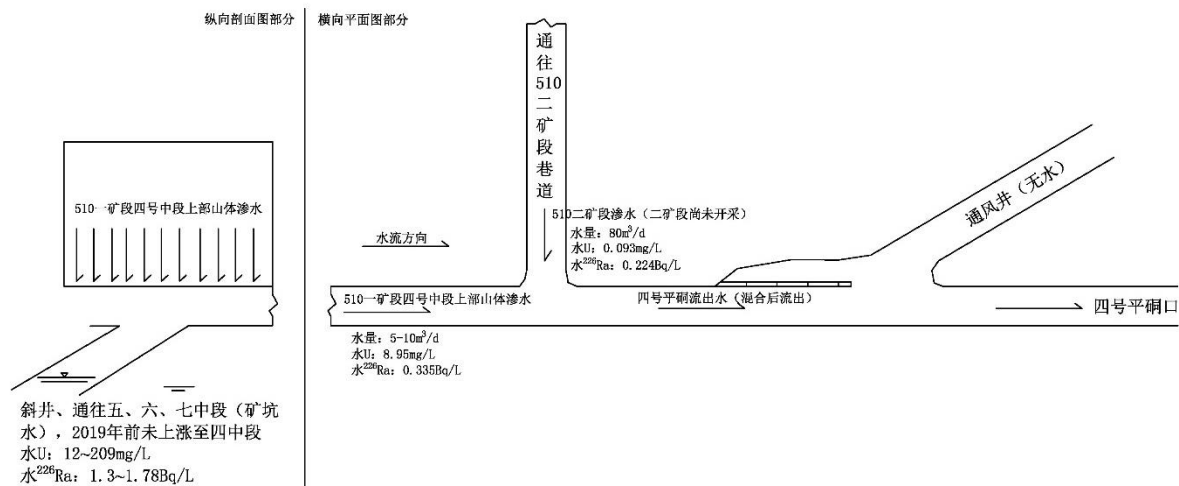 纵向剖面图部分
横向平面图部分
通往510二矿段巷道
510一矿段四号中段上部山体渗水
水流方向
510二矿段渗水（二矿段尚未开采）
水量：80m³/d
水U：0.093mg/L
水²²⁶Ra：0.224Bq/L
通风井（无水）
510一矿段四号中段上部山体渗水
四号平硐流出水（混合后流出）
四号平硐口
水量：5-10m³/d
水U：8.95mg/L
水²²⁶Ra：0.335Bq/L
斜井、通往五、六、七中段（矿坑
水），2019年前未上涨至四中段
水U：12~209mg/L
水²²⁶Ra：1.3~1.78Bq/L